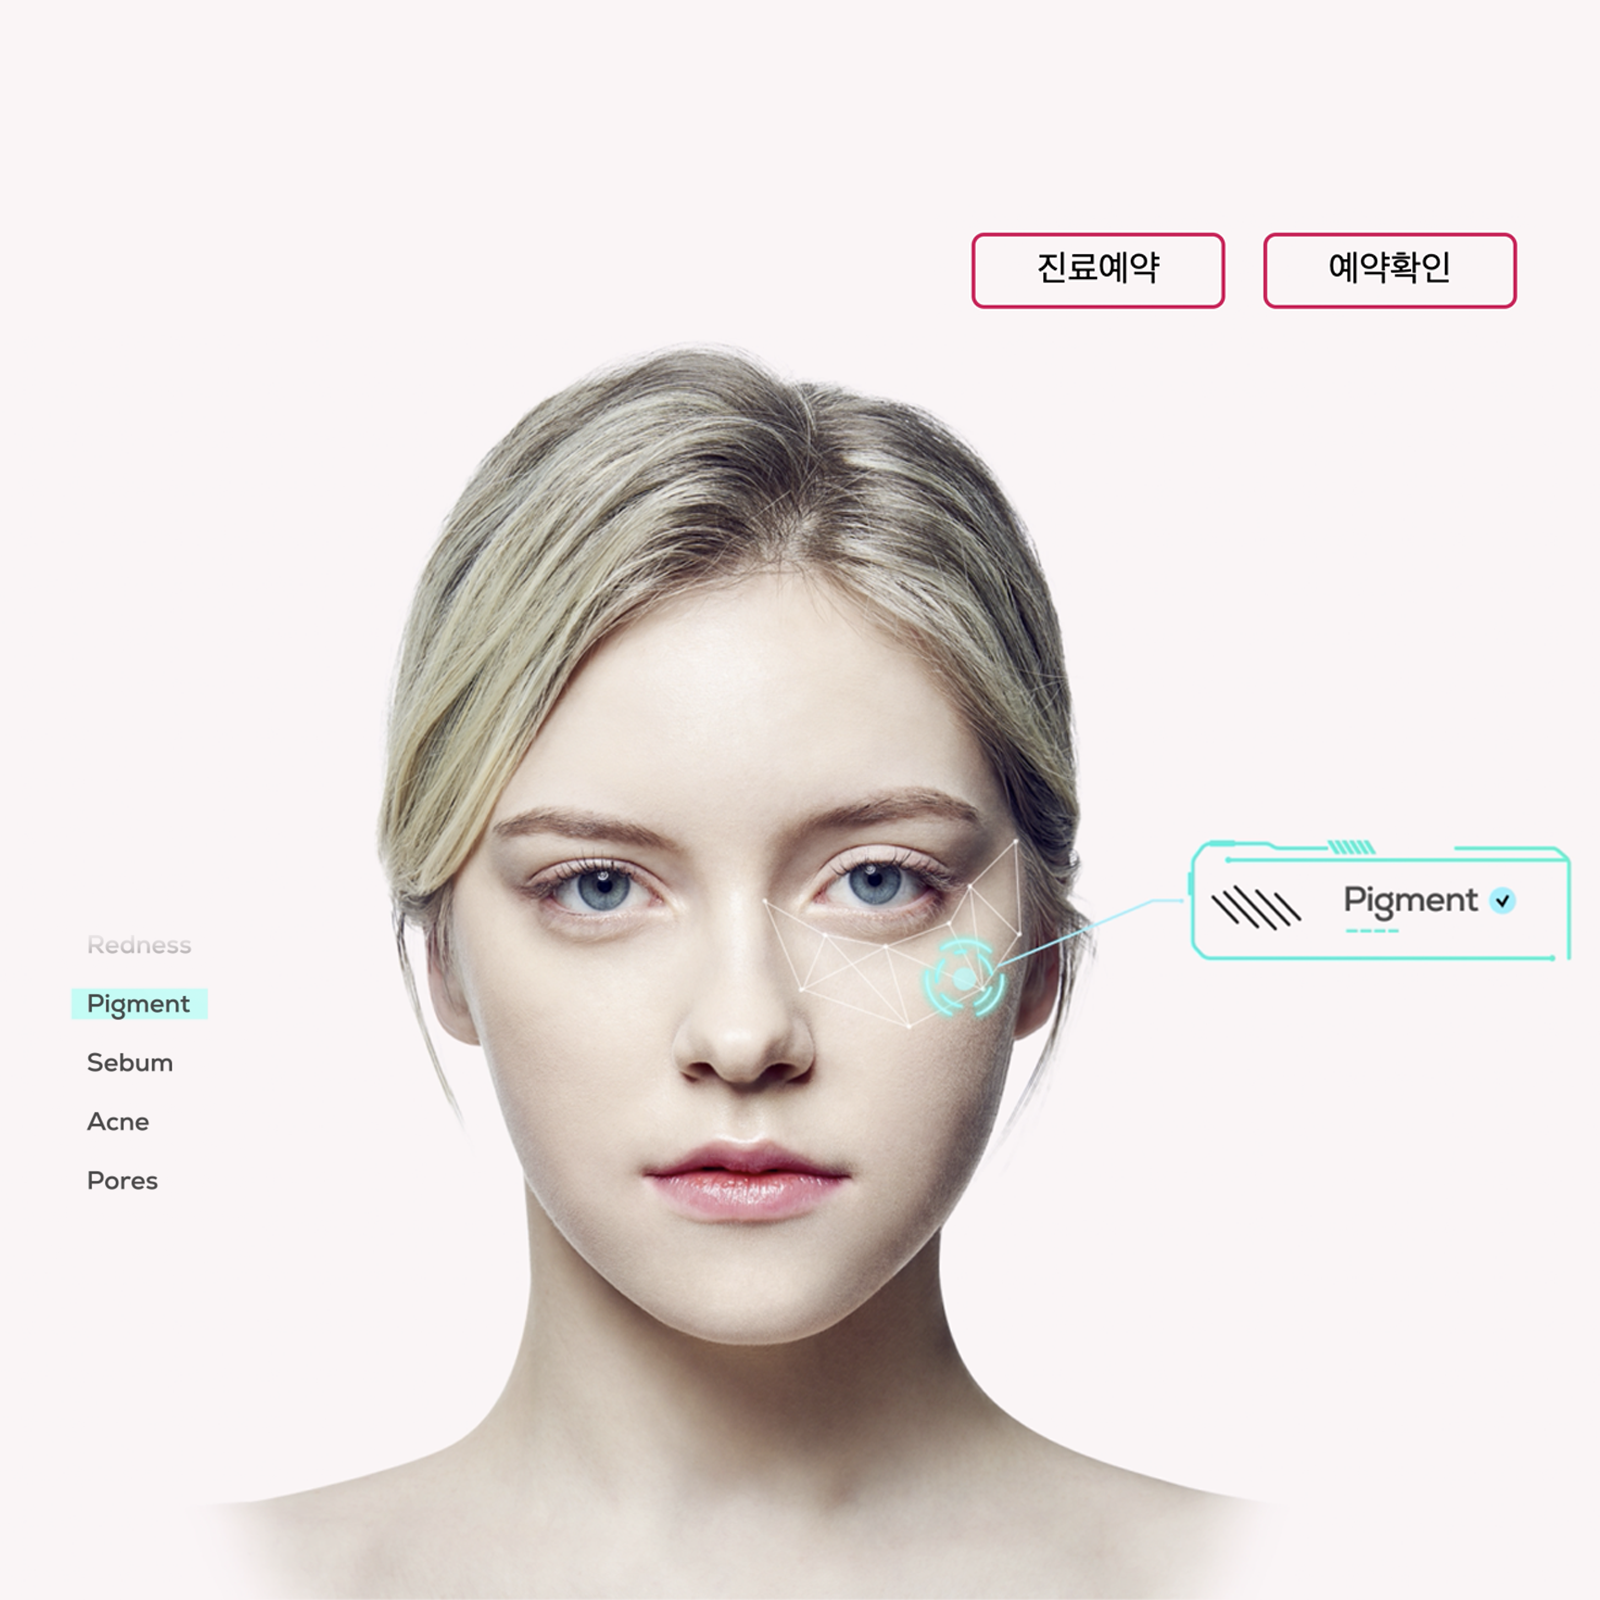 진료예약
예약확인
Pigment
Redness
Pigment
Sebum
Acne
Pores